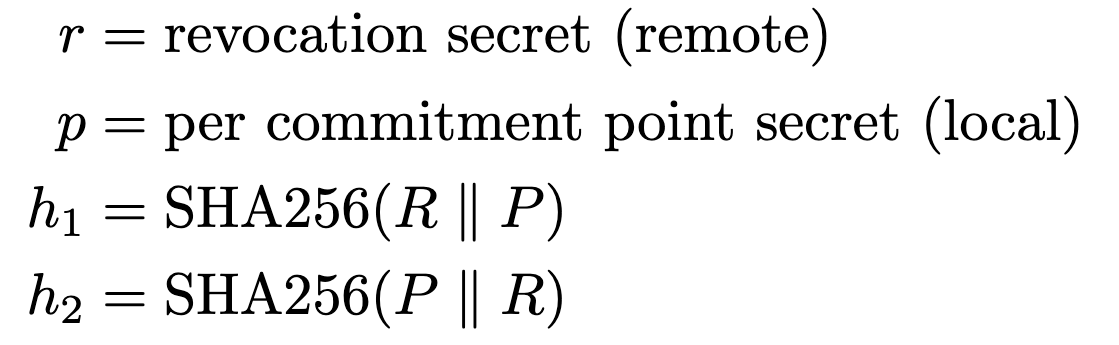 r = revocation secret (remote)
p = per commitment point secret (local)
h₁ = SHA256(R ∥ P)
h₂ = SHA256(P ∥ R)